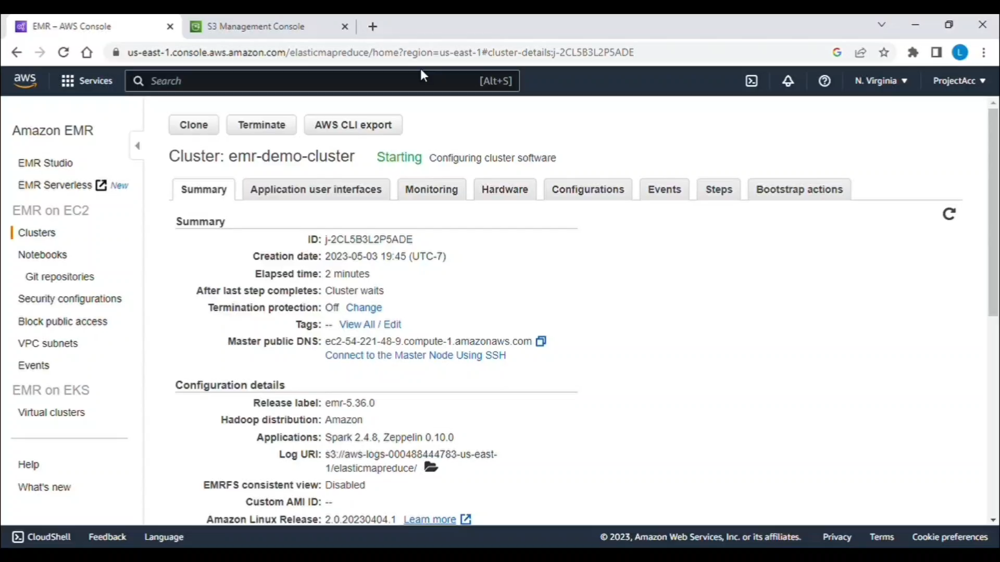 EMR – AWS Console
S3 Management Console
us-east-1.console.aws.amazon.com/elasticmapreduce/home?region=us-east-1#cluster-details:j-2CL5B3L2P5ADE
L
aws
Services
Search
[Alt+S]
N. Virginia
ProjectAcc
Amazon EMR
EMR Studio
EMR Serverless New
EMR on EC2
Clusters
Notebooks
Git repositories
Security configurations
Block public access
VPC subnets
Events
EMR on EKS
Virtual clusters
Help
What's new
Clone
Terminate
AWS CLI export
Cluster: emr-demo-cluster Starting Configuring cluster software
Summary
Application user interfaces
Monitoring
Hardware
Configurations
Events
Steps
Bootstrap actions
Summary
ID: j-2CL5B3L2P5ADE
Creation date: 2023-05-03 19:45 (UTC-7)
Elapsed time: 2 minutes
After last step completes: Cluster waits
Termination protection: Off Change
Tags: -- View All / Edit
Master public DNS: ec2-54-221-48-9.compute-1.amazonaws.com
Connect to the Master Node Using SSH
Configuration details
Release label: emr-5.36.0
Hadoop distribution: Amazon
Applications: Spark 2.4.8, Zeppelin 0.10.0
Log URI: s3://aws-logs-000488444783-us-east-
1/elasticmapreduce/
EMRFS consistent view: Disabled
Custom AMI ID: --
Amazon Linux Release: 2.0.20230404.1 Learn more
CloudShell
Feedback
Language
© 2023, Amazon Web Services, Inc. or its affiliates.
Privacy
Terms
Cookie preferences